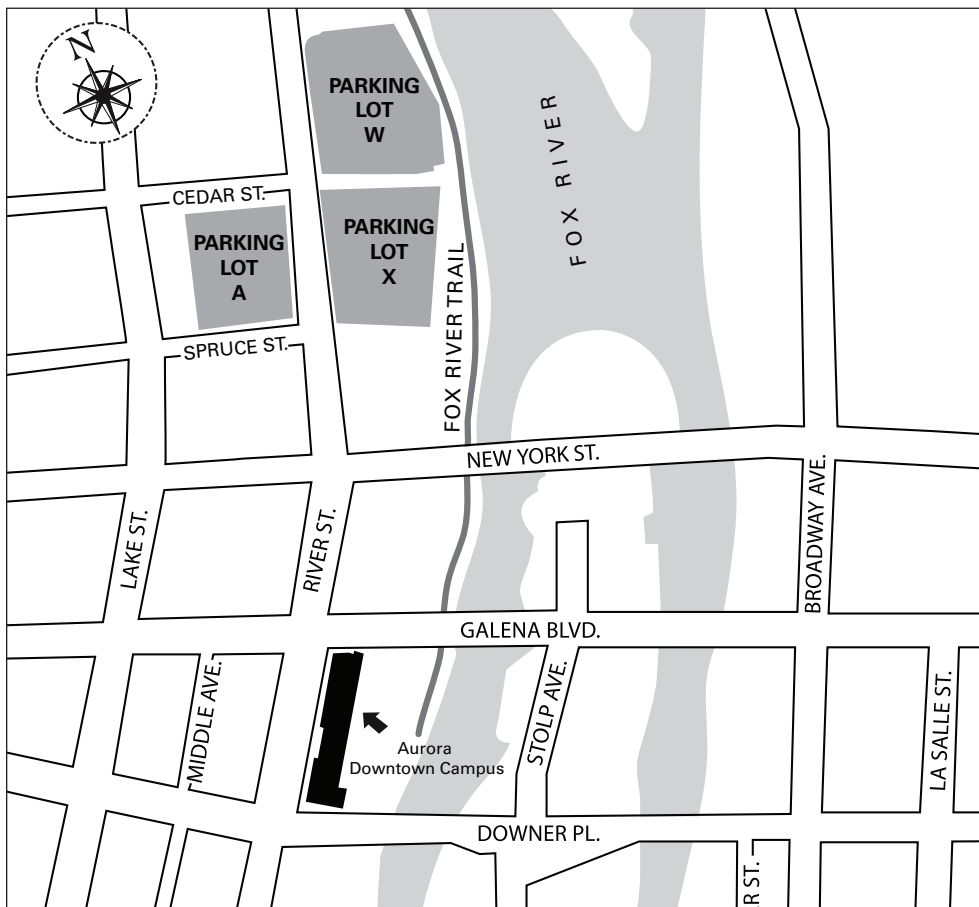 N
PARKING
LOT
W
CEDAR ST.
PARKING
LOT
A
PARKING
LOT
X
FOX RIVER
FOX RIVER TRAIL
SPRUCE ST.
NEW YORK ST.
LAKE ST.
RIVER ST.
BROADWAY AVE.
GALENA BLVD.
MIDDLE AVE.
STOLP AVE.
LA SALLE ST.
Aurora
Downtown Campus
DOWNER PL.
R ST.